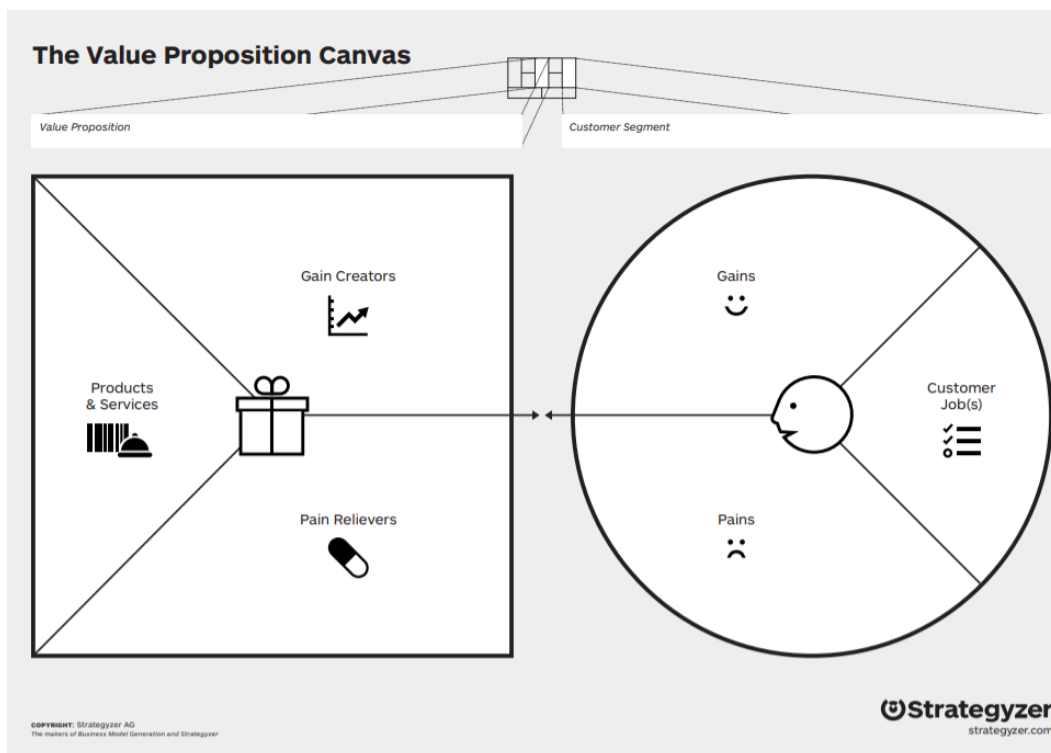 The Value Proposition Canvas
Value Proposition
Customer Segment
Gain Creators
Gains
Products
& Services
Customer
Job(s)
Pain Relievers
Pains
COPYRIGHT: Strategyzer AG
The makers of Business Model Generation and Strategyzer
Strategyzer
strategyzer.com